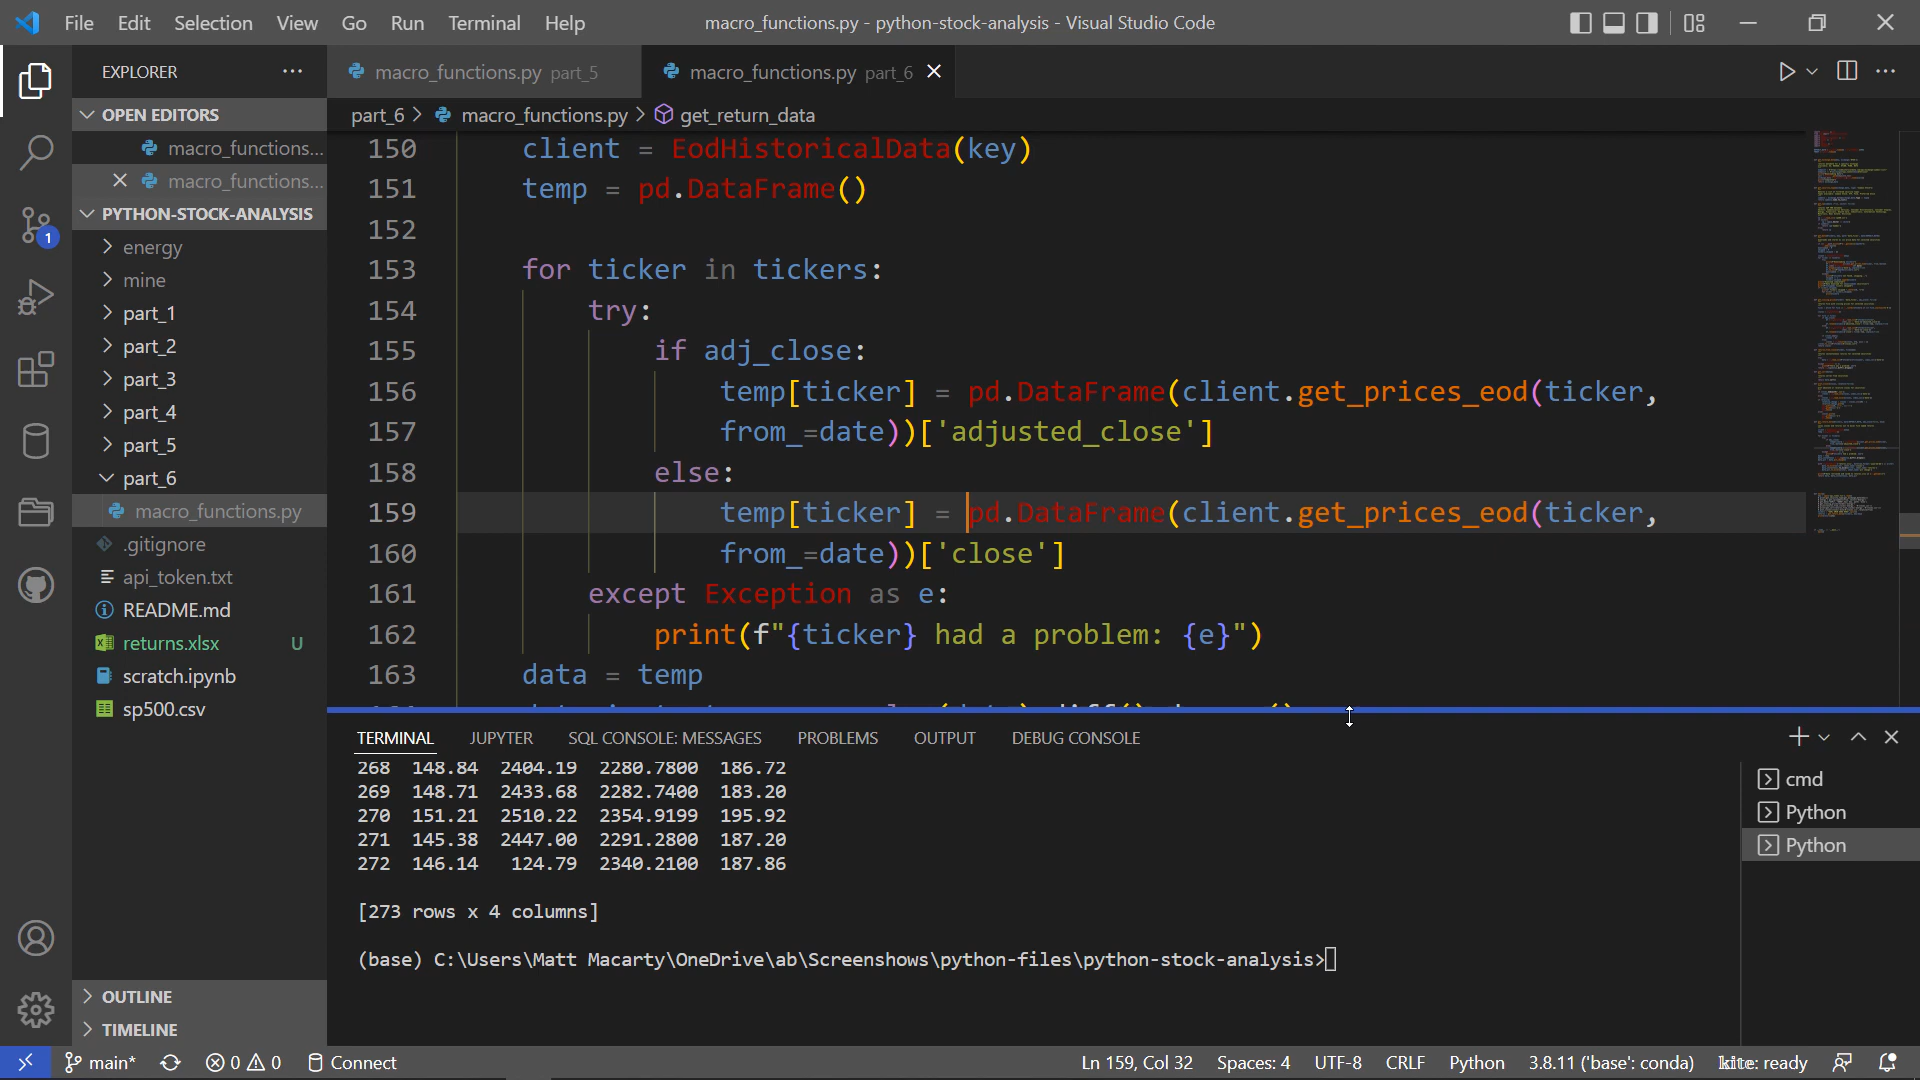 File Edit Selection View Go Run Terminal Help
macro_functions.py - python-stock-analysis - Visual Studio Code
EXPLORER
macro_functions.py part_5
macro_functions.py part_6
OPEN EDITORS
macro_functions...
macro_functions...
PYTHON-STOCK-ANALYSIS
energy
mine
part_1
part_2
part_3
part_4
part_5
part_6
macro_functions.py
.gitignore
api_token.txt
README.md
returns.xlsx U
scratch.ipynb
sp500.csv
OUTLINE
TIMELINE
1
part_6 > macro_functions.py > get_return_data
150 client = EodHistoricalData(key)
151 temp = pd.DataFrame()
152
153 for ticker in tickers:
154 try:
155 if adj_close:
156 temp[ticker] = pd.DataFrame(client.get_prices_eod(ticker,
157 from_=date))['adjusted_close']
158 else:
159 temp[ticker] = pd.DataFrame(client.get_prices_eod(ticker,
160 from_=date))['close']
161 except Exception as e:
162 print(f"{ticker} had a problem: {e}")
163 data = temp
TERMINAL JUPYTER SQL CONSOLE: MESSAGES PROBLEMS OUTPUT DEBUG CONSOLE
268 148.84 2404.19 2280.7800 186.72
269 148.71 2433.68 2282.7400 183.20
270 151.21 2510.22 2354.9199 195.92
271 145.38 2447.00 2291.2800 187.20
272 146.14 124.79 2340.2100 187.86
[273 rows x 4 columns]
(base) C:\Users\Matt Macarty\OneDrive\ab\Screenshows\python-files\python-stock-analysis>
cmd
Python
Python
main* 0 0 Connect
Ln 159, Col 32 Spaces: 4 UTF-8 CRLF Python 3.8.11 ('base': conda) kite: ready